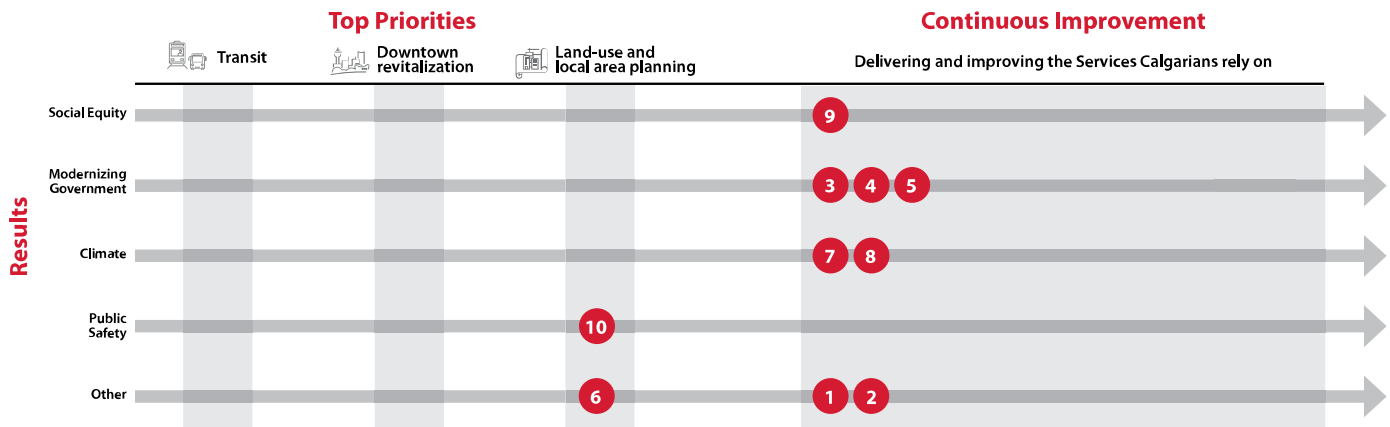 Top Priorities
Continuous Improvement
Transit
Downtown
revitalization
Land-use and
local area planning
Delivering and improving the Services Calgarians rely on
Results
Social Equity
9
Modernizing
Government
3 4 5
Climate
7 8
Public
Safety
10
Other
6
1 2